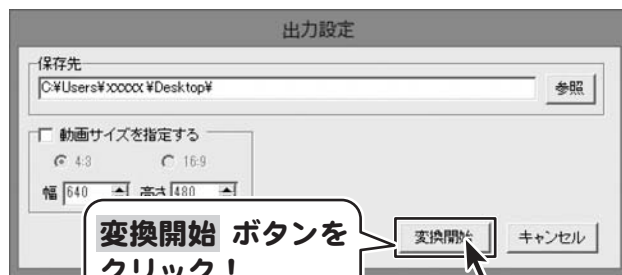 出力設定
保存先
C:¥Users¥xxxxx¥Desktop¥
参照
動画サイズを指定する
4:3
16:9
幅 640 高さ 480
変換開始 ボタンを
クリック！
変換開始
キャンセル